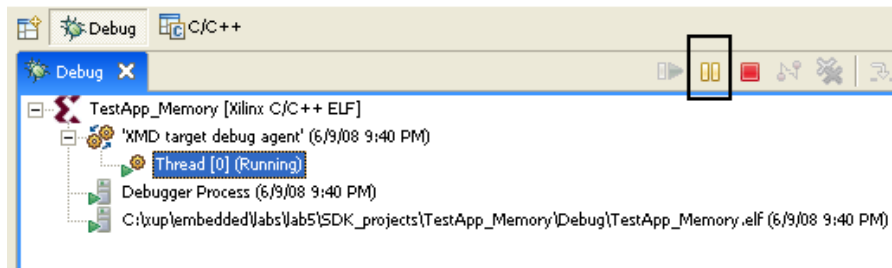 Debug C/C++
Debug
TestApp_Memory [Xilinx C/C++ ELF]
'XMD target debug agent' (6/9/08 9:40 PM)
Thread [0] (Running)
Debugger Process (6/9/08 9:40 PM)
C:\xup\embedded\labs\lab5\SDK_projects\TestApp_Memory\Debug\TestApp_Memory.elf (6/9/08 9:40 PM)